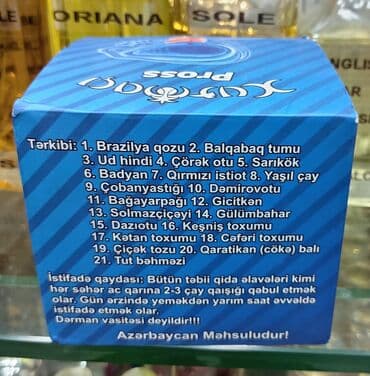 ORIANA
SOLE
ENGLIS
Pross
Tərkibi: 1. Brazilya qozu 2. Balqabaq tumu
3. Ud hindi 4. Çörək otu 5. Sarıkök
6. Badyan 7. Qırmızı istiot 8. Yaşıl çay
9. Çobanyastığı 10. Dəmirovotu
11. Bağayarpağı 12. Gicitkən
13. Solmazçiçəyi 14. Gülümbahar
15. Dazıotu 16. Keşniş toxumu
17. Kətan toxumu 18. Cəfəri toxumu
19. Çiçək tozu 20. Qaratikan (cökə) balı
21. Tut bəhməzi
İstifadə qaydası: Bütün təbii qida əlavələri kimi
hər səhər ac qarına 2-3 çay qaşığı qəbul etmək
olar. Gün ərzində yeməkdən yarım saat əvvəldə
istifadə etmək olar.
Dərman vasitəsi deyildir!!!
Azərbaycan Məhsuludur!